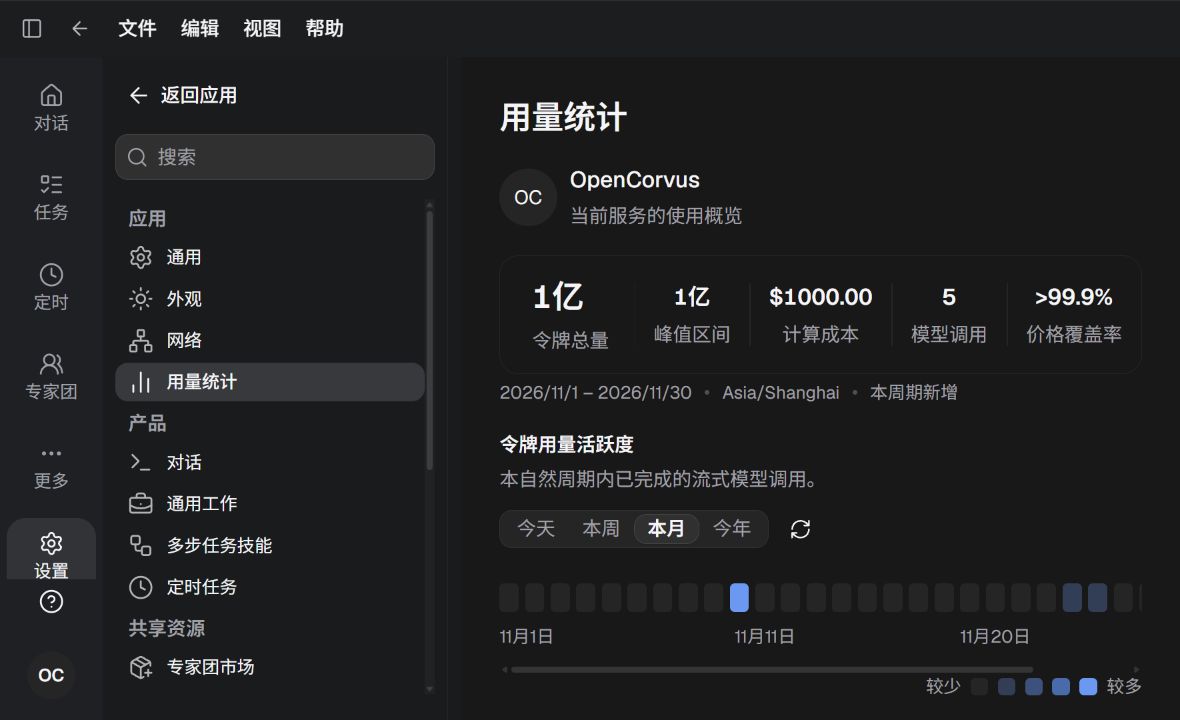 文件 编辑 视图 帮助
对话
任务
定时
专家团
更多
设置
OC
返回应用
搜索
应用
通用
外观
网络
用量统计
产品
对话
通用工作
多步任务技能
定时任务
共享资源
专家团市场
用量统计
OC
OpenCorvus
当前服务的使用概览
1亿 1亿 $1000.00 5 >99.9%
令牌总量 峰值区间 计算成本 模型调用 价格覆盖率
2026/11/1 – 2026/11/30 • Asia/Shanghai • 本周期新增
令牌用量活跃度
本自然周期内已完成的流式模型调用。
今天 本周 本月 今年
11月1日 11月11日 11月20日
较少 较多